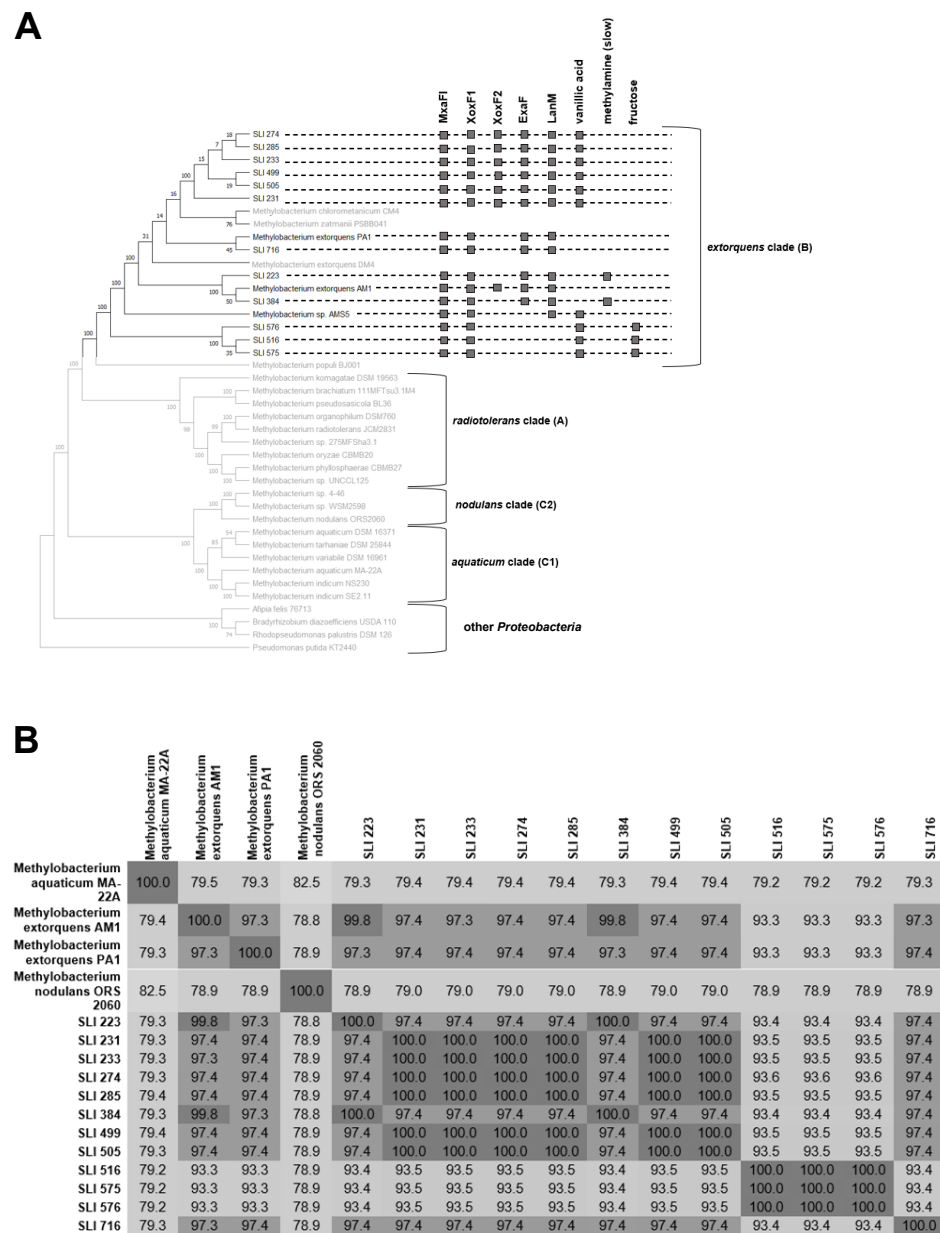 A
MxaFI
XoxF1
XoxF2
ExaF
LanM
vanillic acid
methylamine (slow)
fructose
SLI 274
SLI 285
SLI 233
SLI 499
SLI 505
SLI 231
Methylobacterium chlorometanicum CM4
Methylobacterium zatmanii PSBB041
Methylobacterium extorquens PA1
SLI 716
Methylobacterium extorquens DM4
SLI 223
Methylobacterium extorquens AM1
SLI 384
Methylobacterium sp. AMS5
SLI 576
SLI 516
SLI 575
Methylobacterium populi BJ001
Methylobacterium komagatae DSM 19563
Methylobacterium brachiatum 111MFTsu3.1M4
Methylobacterium pseudosasicola BL36
Methylobacterium organophilum DSM760
Methylobacterium radiotolerans JCM2831
Methylobacterium sp. 275MFSha3.1
Methylobacterium oryzae CBMB20
Methylobacterium phyllosphaerae CBMB27
Methylobacterium sp. UNCCL125
Methylobacterium sp. 4-46
Methylobacterium sp. WSM2598
Methylobacterium nodulans ORS2060
Methylobacterium aquaticum DSM 16371
Methylobacterium tarhaniae DSM 25844
Methylobacterium variabile DSM 16961
Methylobacterium aquaticum MA-22A
Methylobacterium indicum NS230
Methylobacterium indicum SE2.11
Afipia felis 76713
Bradyrhizobium diazoefficiens USDA 110
Rhodopseudomonas palustris DSM 126
Pseudomonas putida KT2440
18
7
15
19
100
16
76
14
45
31
100
100
50
100
100
35
100
100
100
98
100
99
100
100
100
100
100
100
54
85
100
100
100
100
74
extorquens clade (B)
radiotolerans clade (A)
nodulans clade (C2)
aquaticum clade (C1)
other Proteobacteria
B
Methylobacterium aquaticum MA-22A
Methylobacterium extorquens AM1
Methylobacterium extorquens PA1
Methylobacterium nodulans ORS 2060
SLI 223
SLI 231
SLI 233
SLI 274
SLI 285
SLI 384
SLI 499
SLI 505
SLI 516
SLI 575
SLI 576
SLI 716
Methylobacterium aquaticum MA-22A 100.0 79.5 79.3 82.5 79.3 79.4 79.4 79.4 79.4 79.3 79.4 79.4 79.2 79.2 79.2 79.3
Methylobacterium extorquens AM1 79.4 100.0 97.3 78.8 99.8 97.4 97.3 97.4 97.4 99.8 97.4 97.4 93.3 93.3 93.3 97.3
Methylobacterium extorquens PA1 79.3 97.3 100.0 78.9 97.3 97.4 97.4 97.4 97.4 97.3 97.4 97.4 93.3 93.3 93.3 97.4
Methylobacterium nodulans ORS 2060 82.5 78.9 78.9 100.0 78.9 79.0 79.0 79.0 79.0 78.9 79.0 79.0 78.9 78.9 78.9 78.9
SLI 223 79.3 99.8 97.3 78.8 100.0 97.4 97.4 97.4 97.4 100.0 97.4 97.4 93.4 93.4 93.4 97.4
SLI 231 79.3 97.4 97.4 78.9 97.4 100.0 100.0 100.0 100.0 97.4 100.0 100.0 93.5 93.5 93.5 97.4
SLI 233 79.3 97.3 97.4 78.9 97.4 100.0 100.0 100.0 100.0 97.4 100.0 100.0 93.5 93.5 93.5 97.4
SLI 274 79.3 97.4 97.4 78.9 97.4 100.0 100.0 100.0 100.0 97.4 100.0 100.0 93.6 93.6 93.6 97.4
SLI 285 79.4 97.4 97.4 78.9 97.4 100.0 100.0 100.0 100.0 97.4 100.0 100.0 93.5 93.5 93.5 97.4
SLI 384 79.3 99.8 97.3 78.8 100.0 97.4 97.4 97.4 97.4 100.0 97.4 97.4 93.4 93.4 93.4 97.4
SLI 499 79.4 97.4 97.4 78.9 97.4 100.0 100.0 100.0 100.0 97.4 100.0 100.0 93.5 93.5 93.5 97.4
SLI 505 79.3 97.4 97.4 78.9 97.4 100.0 100.0 100.0 100.0 97.4 100.0 100.0 93.5 93.5 93.5 97.4
SLI 516 79.2 93.3 93.3 78.9 93.4 93.5 93.5 93.5 93.5 93.4 93.5 93.5 100.0 100.0 100.0 93.4
SLI 575 79.2 93.3 93.3 78.9 93.4 93.5 93.5 93.5 93.5 93.4 93.5 93.5 100.0 100.0 100.0 93.4
SLI 576 79.2 93.3 93.3 78.9 93.4 93.5 93.5 93.5 93.5 93.4 93.5 93.5 100.0 100.0 100.0 93.4
SLI 716 79.3 97.3 97.4 78.9 97.4 97.4 97.4 97.4 97.4 97.4 97.4 97.4 93.4 93.4 93.4 100.0